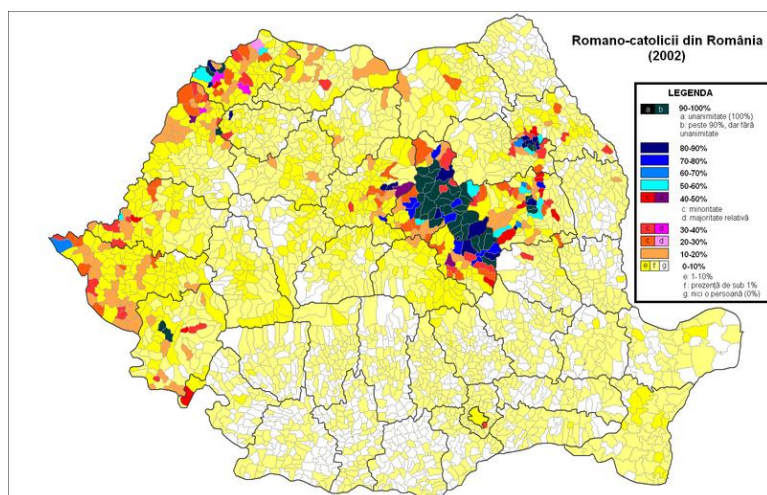 Romano-catolicii din România
(2002)
LEGENDA
a b 90-100%
a: unanimitate (100%)
b: peste 90%, dar fără
unanimitate
80-90%
70-80%
60-70%
50-60%
c d 40-50%
c: minoritate
d: majoritate relativă
c d 30-40%
c d 20-30%
10-20%
e f g 0-10%
e: 1-10%
f: prezență de sub 1%
g: nici o persoană (0%)